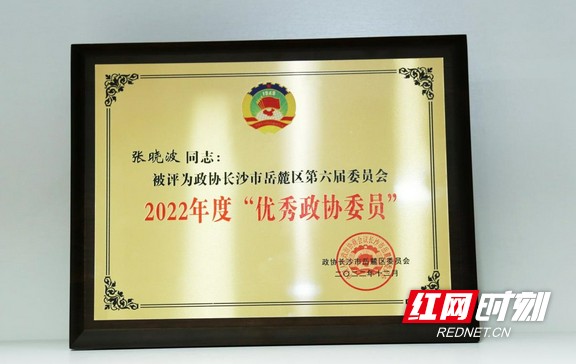 张晓波 同志：
被评为政协长沙市岳麓区第六届委员会
2022年度“优秀政协委员”
政协长沙市岳麓区委员会
二〇二二年十二月
红网时刻
REDNET.CN